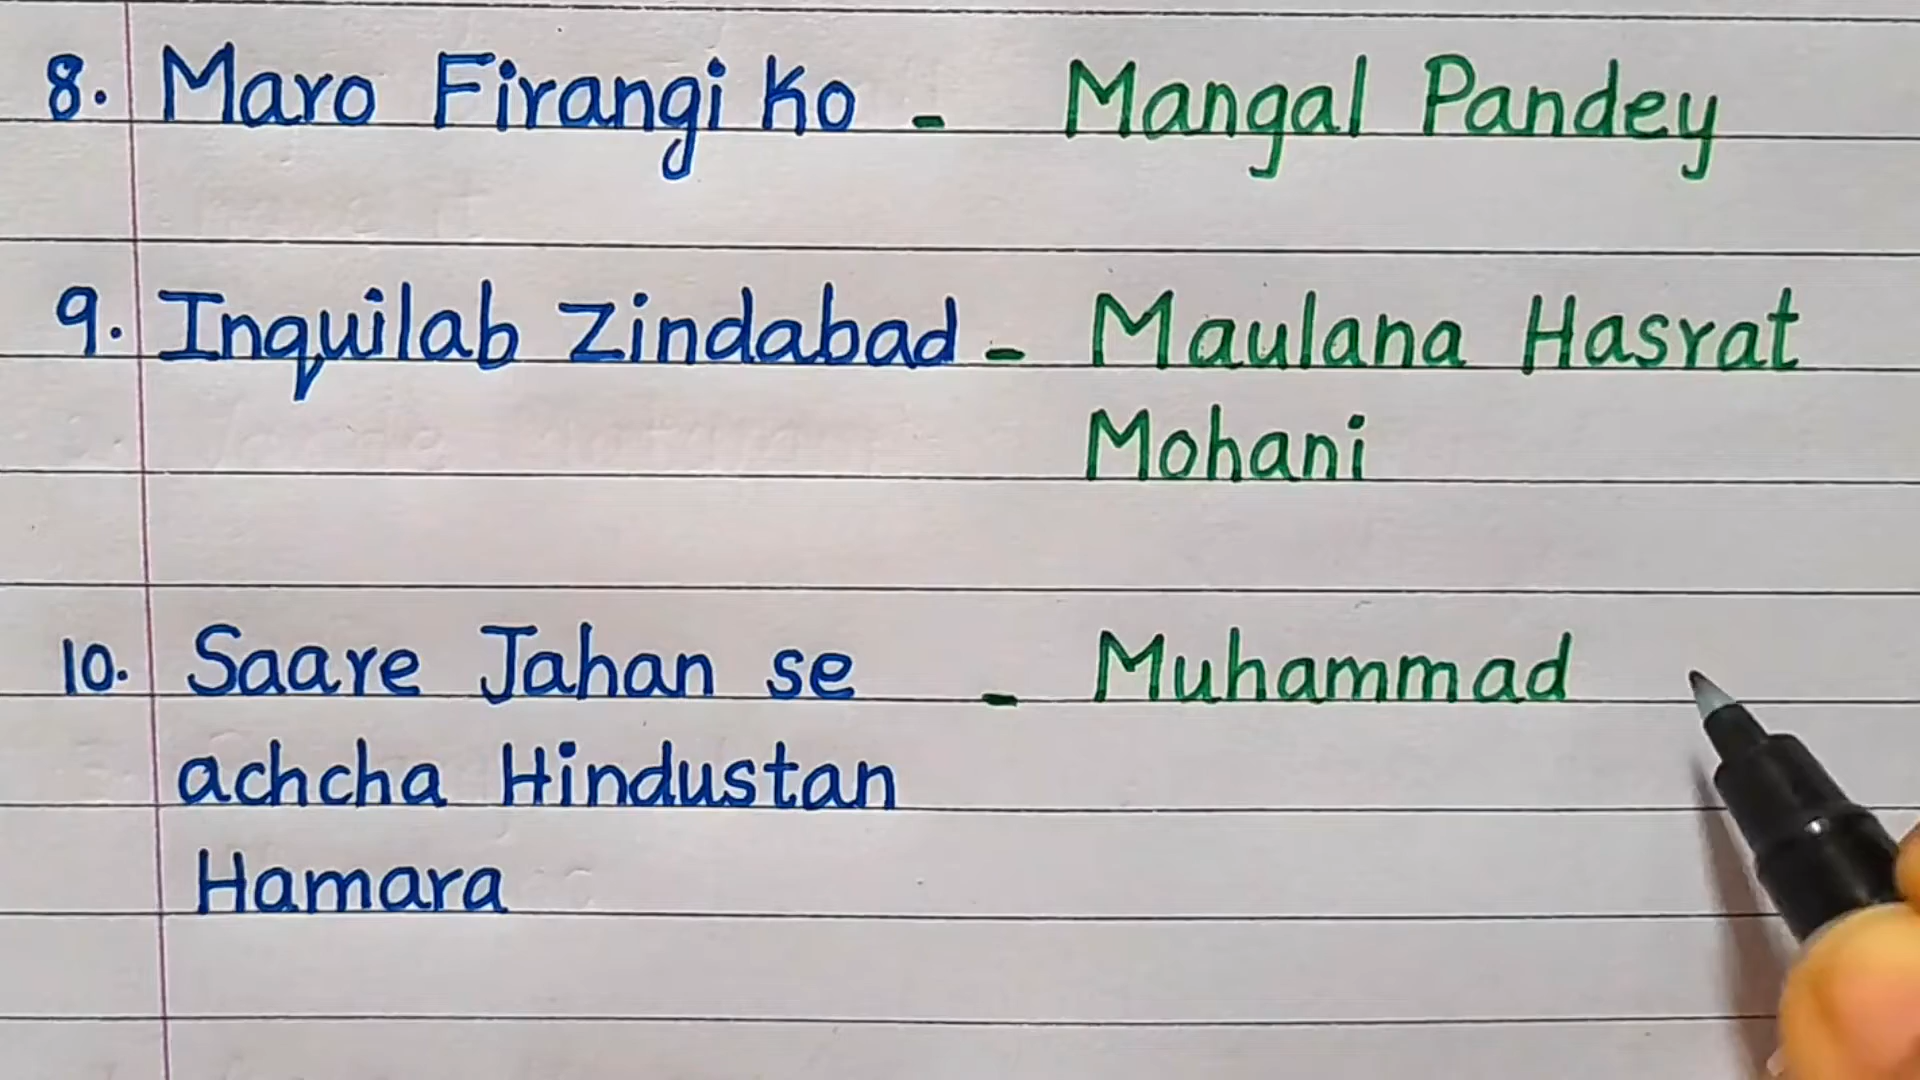 8. Maro Firangi ko - Mangal Pandey
9. Inquilab Zindabad - Maulana Hasrat
Mohani
10. Saare Jahan se - Muhammad
achcha Hindustan
Hamara